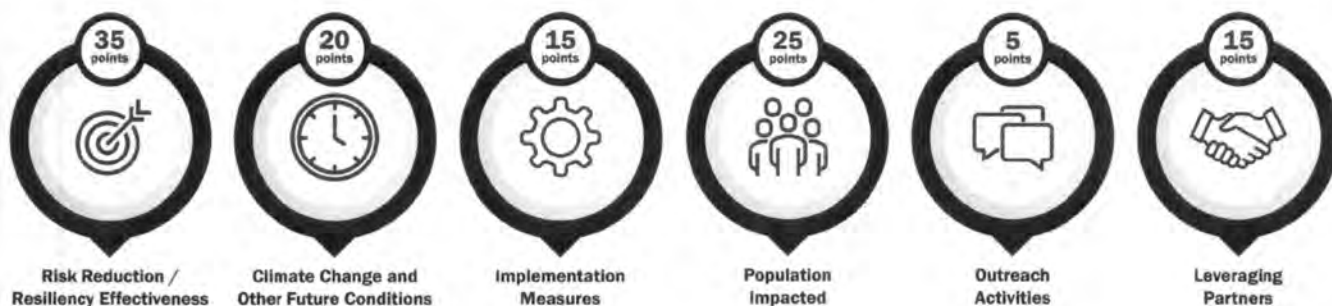 35
points
20
points
15
points
25
points
5
points
15
points
Risk Reduction /
Resiliency Effectiveness
Climate Change and
Other Future Conditions
Implementation
Measures
Population
Impacted
Outreach
Activities
Leveraging
Partners